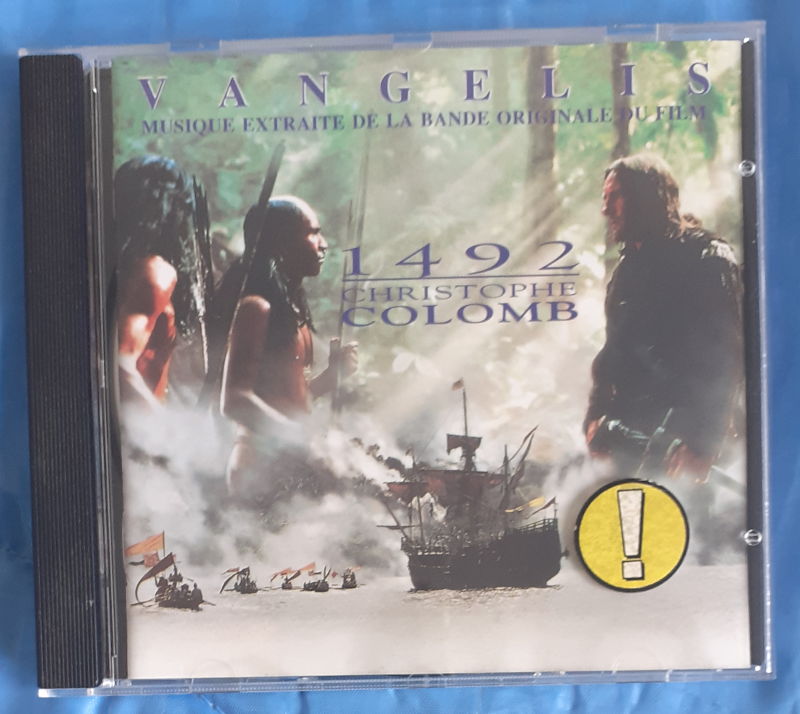 VANGELIS
MUSIQUE EXTRAITE DE LA BANDE ORIGINALE DU FILM
1492
CHRISTOPHE
COLOMB
!